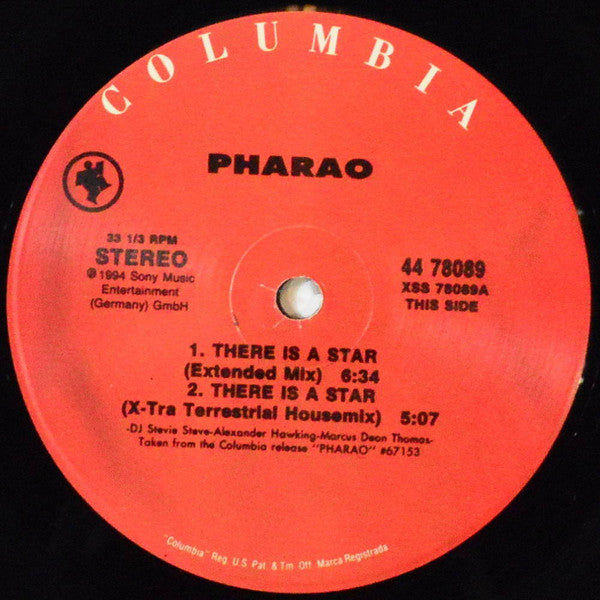 COLUMBIA
PHARAO
33 1/3 RPM
STEREO
℗ 1994 Sony Music
Entertainment
(Germany) GmbH
44 78089
XSS 78089A
THIS SIDE
1. THERE IS A STAR
(Extended Mix) 6:34
2. THERE IS A STAR
(X-Tra Terrestrial Housemix) 5:07
-DJ Stevie Steve-Alexander Hawking-Marcus Deon Thomas-
Taken from the Columbia release "PHARAO" #67153
"Columbia" Reg. U.S. Pat. & Tm. Off. Marca Registrada